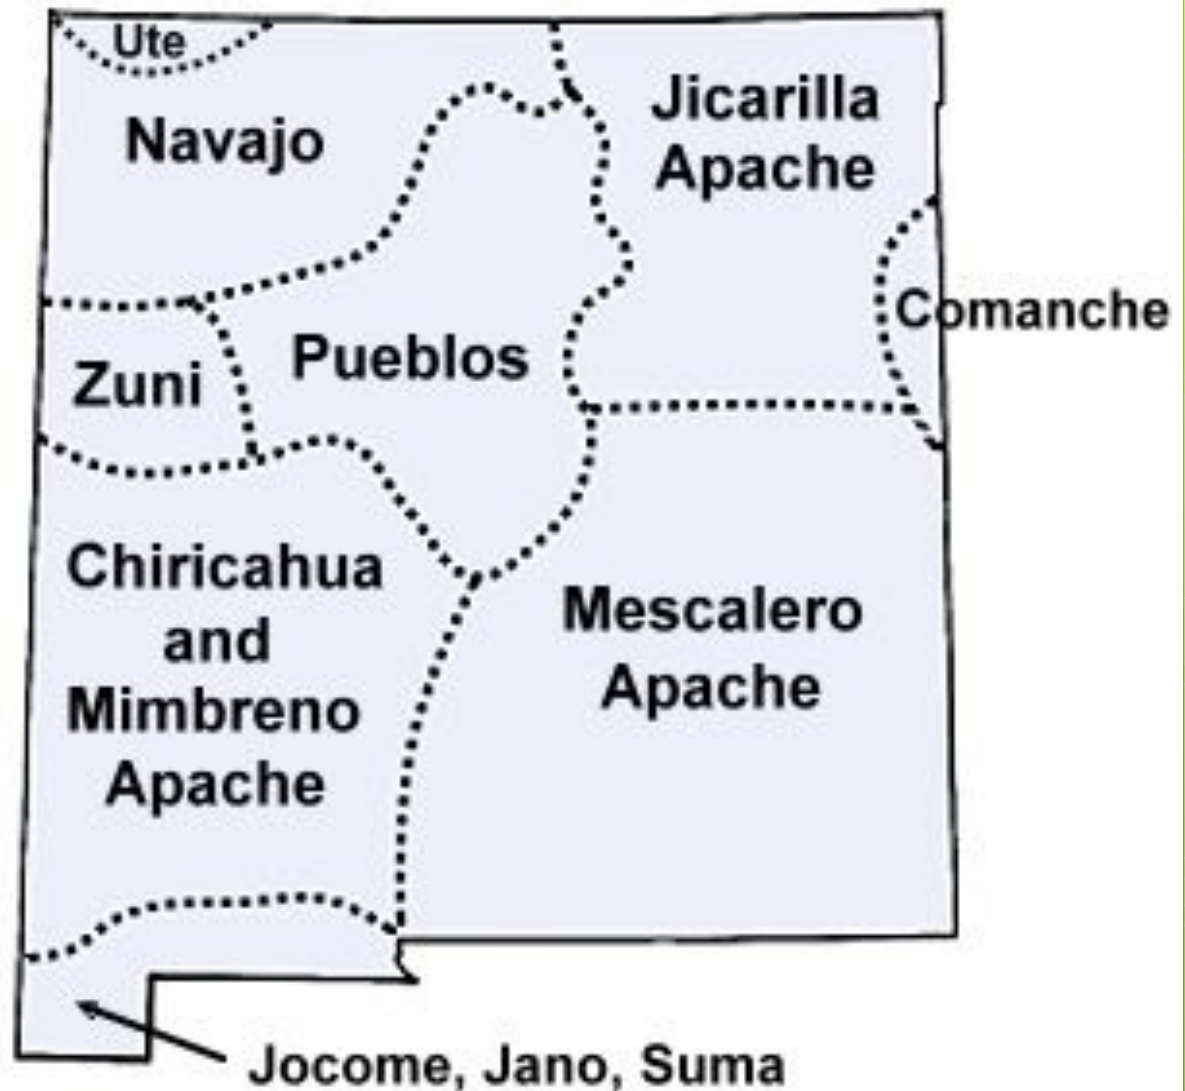 Ute
Navajo
Jicarilla
Apache
Comanche
Zuni
Pueblos
Chiricahua
and
Mimbreno
Apache
Mescalero
Apache
Jocome, Jano, Suma